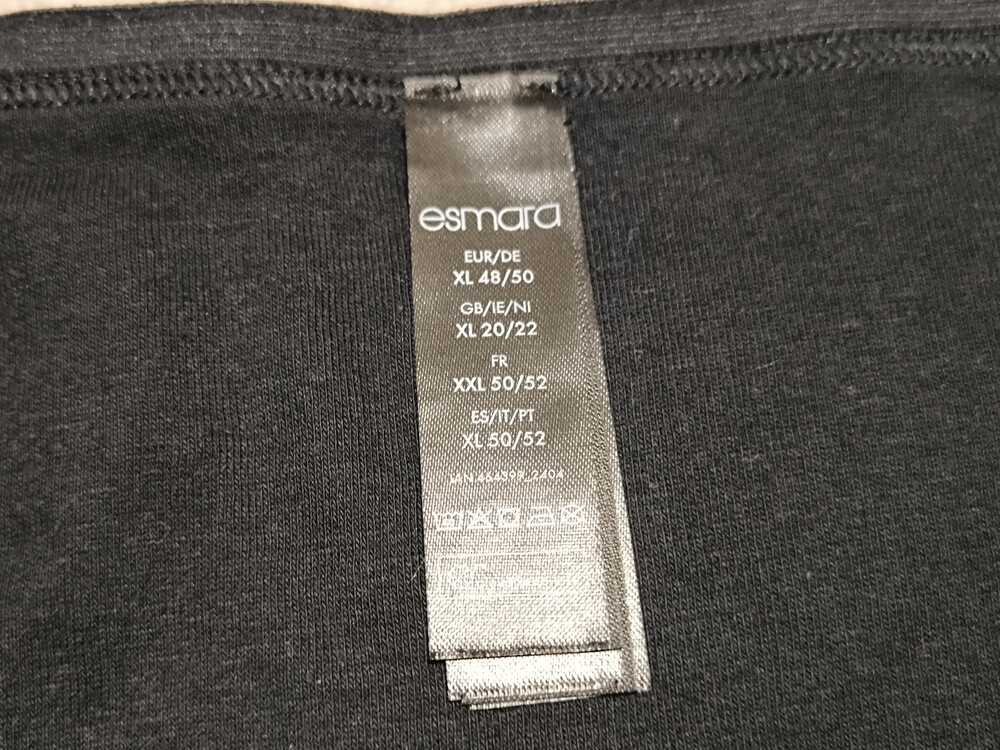 esmara
EUR/DE
XL 48/50
GB/IE/NI
XL 20/22
FR
XXL 50/52
ES/IT/PT
XL 50/52
IAN